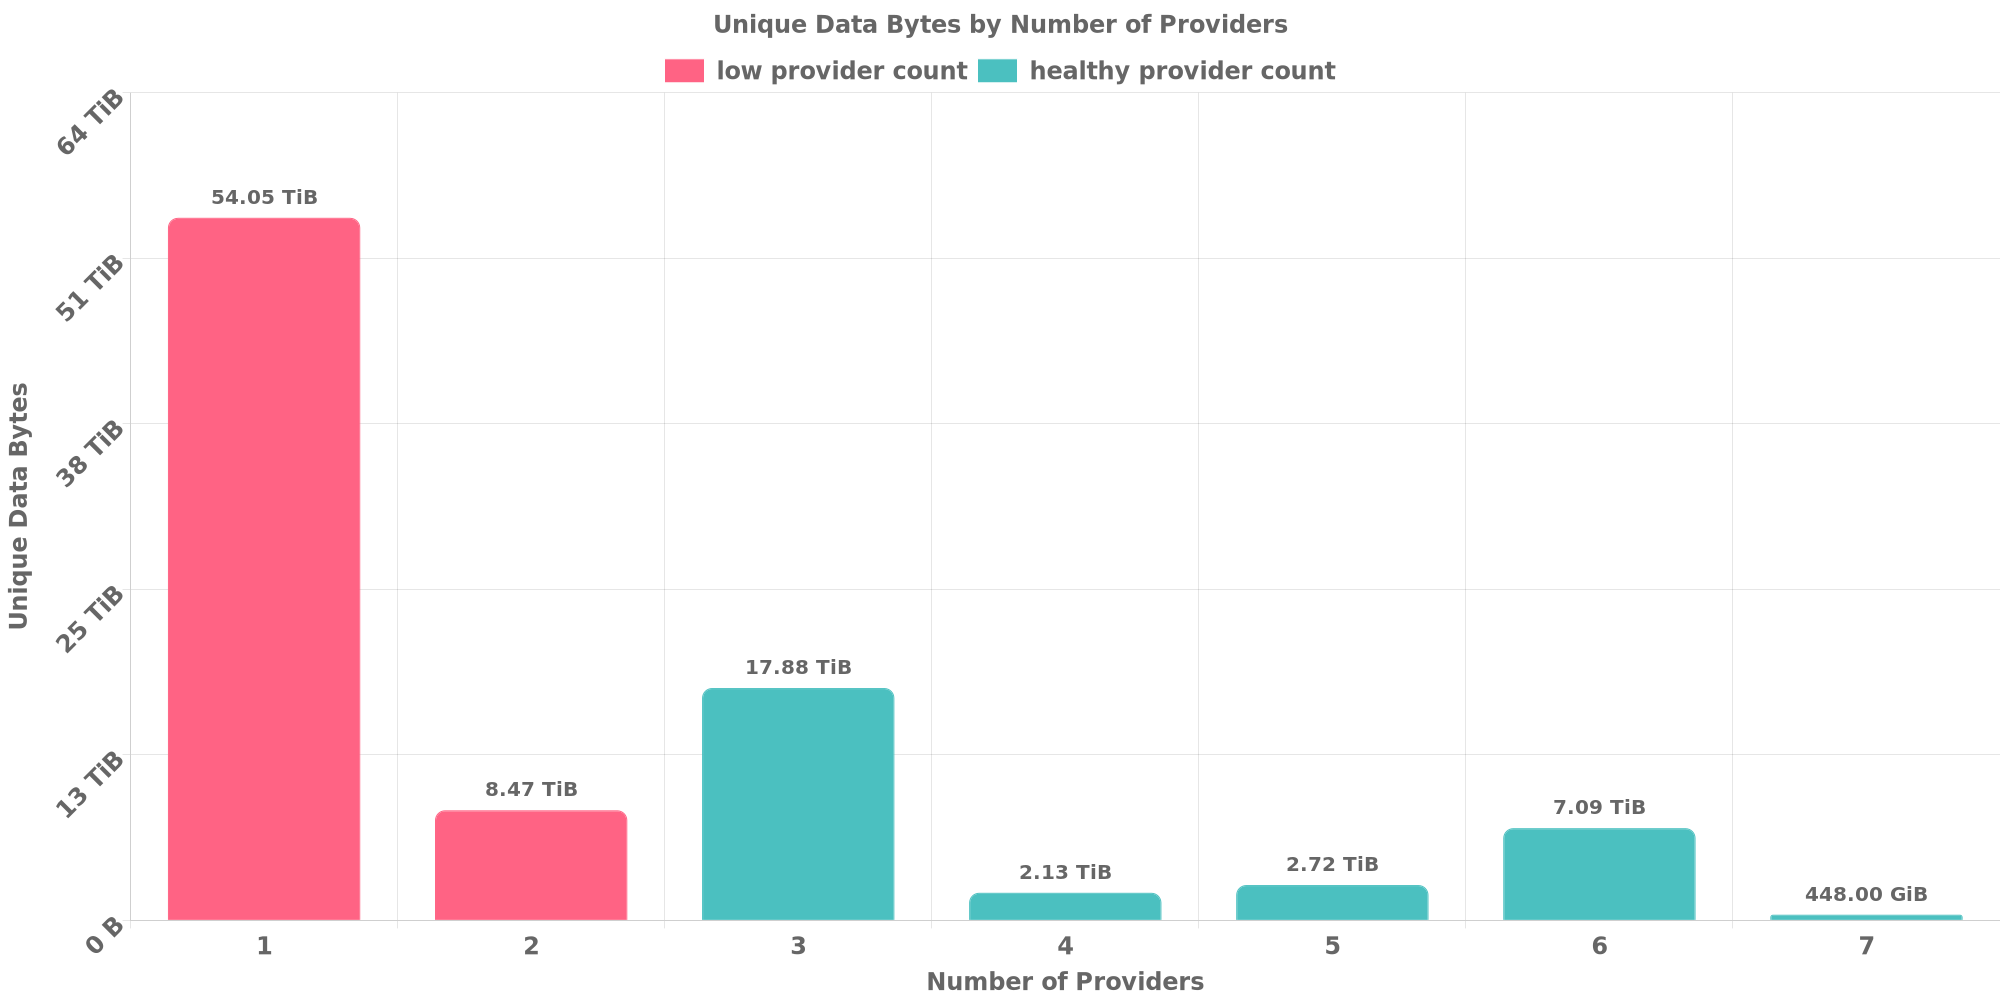 Unique Data Bytes by Number of Providers
low provider count healthy provider count
64 TiB
51 TiB
38 TiB
25 TiB
13 TiB
0 B
Unique Data Bytes
54.05 TiB
8.47 TiB
17.88 TiB
2.13 TiB
2.72 TiB
7.09 TiB
448.00 GiB
1 2 3 4 5 6 7
Number of Providers